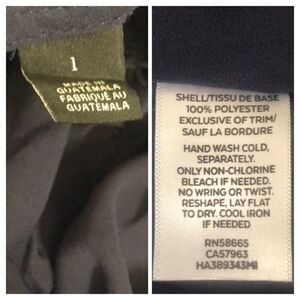 1
MADE IN
GUATEMALA
FABRIQUÉ AU
GUATEMALA
SHELL/TISSU DE BASE
100% POLYESTER
EXCLUSIVE OF TRIM/
SAUF LA BORDURE
HAND WASH COLD,
SEPARATELY.
ONLY NON-CHLORINE
BLEACH IF NEEDED.
NO WRING OR TWIST.
RESHAPE, LAY FLAT
TO DRY. COOL IRON
IF NEEDED
RN58665
CA57963
HA389343MI